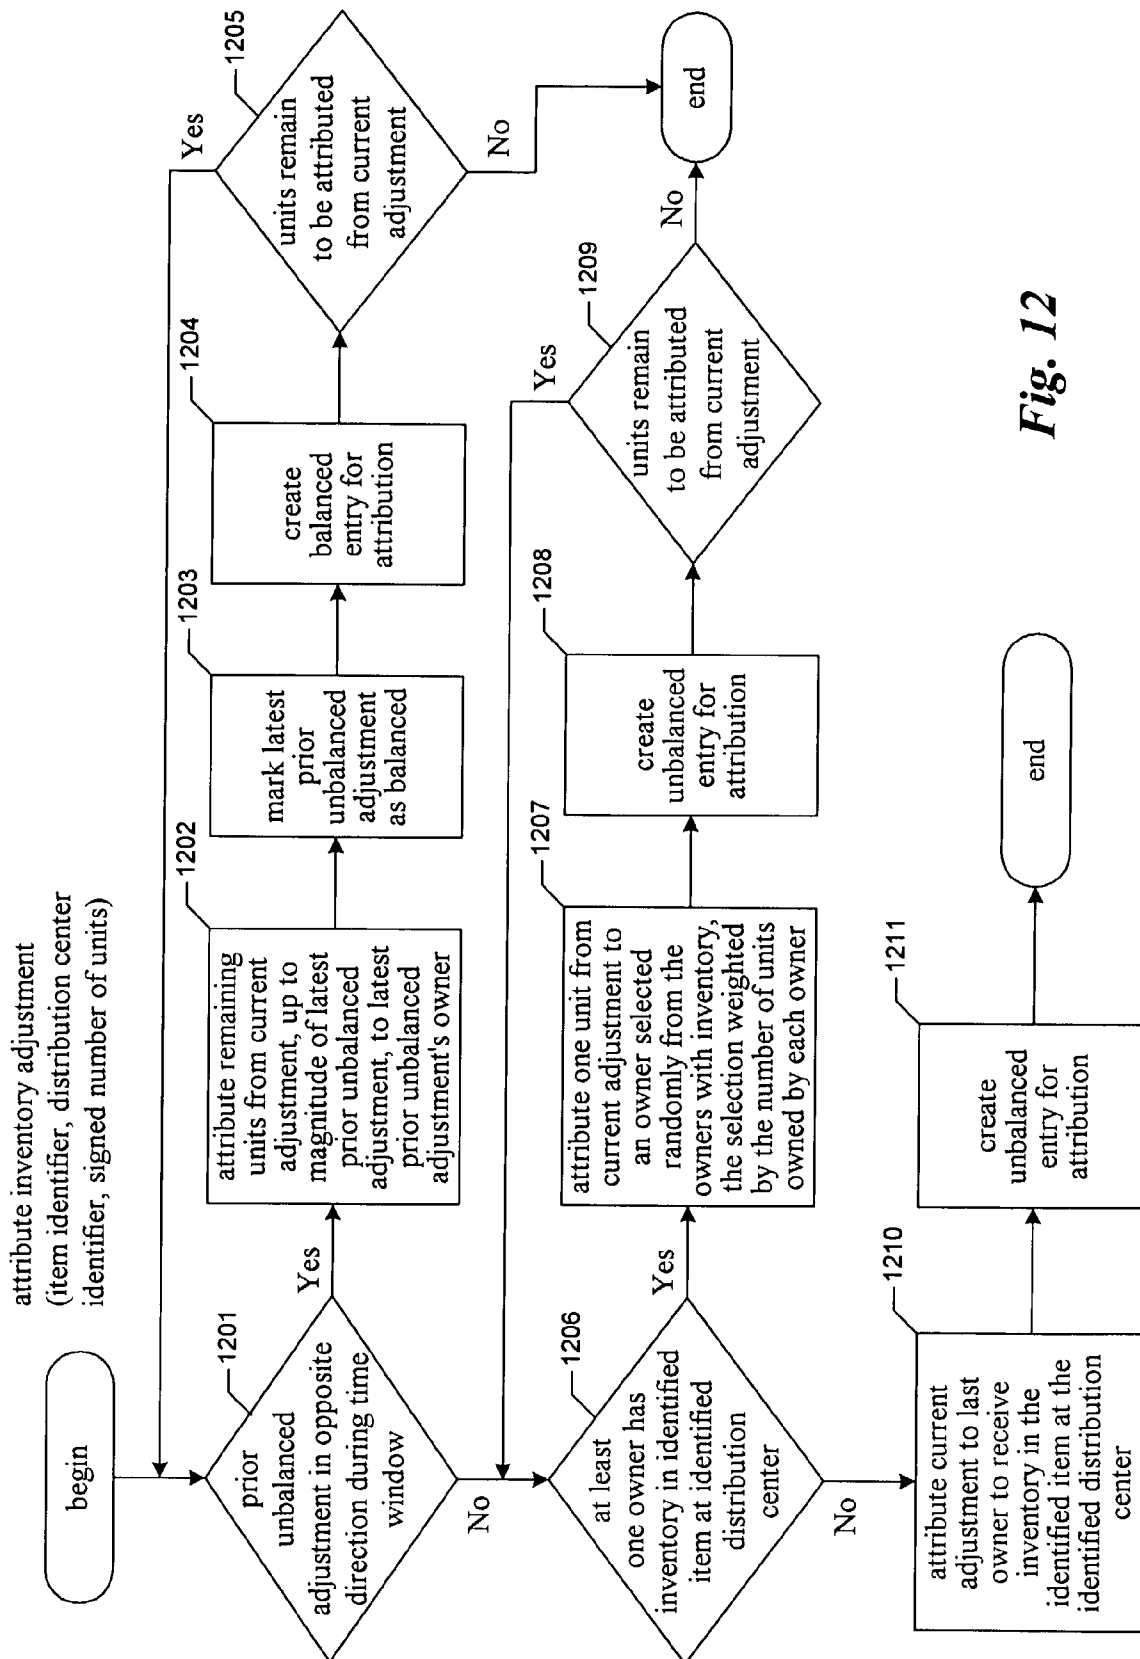 attribute inventory adjustment
(item identifier, distribution center
identifier, signed number of units)
begin
1201
prior
unbalanced
adjustment in opposite
direction during time
window
Yes
No
1202
attribute remaining
units from current
adjustment, up to
magnitude of latest
prior unbalanced
adjustment, to latest
prior unbalanced
adjustment's owner
1203
mark latest
prior
unbalanced
adjustment
as balanced
1204
create
balanced
entry for
attribution
1205
units remain
to be attributed
from current
adjustment
Yes
No
end
1206
at least
one owner has
inventory in identified
item at identified
distribution
center
Yes
No
1207
attribute one unit from
current adjustment to
an owner selected
randomly from the
owners with inventory,
the selection weighted
by the number of units
owned by each owner
1208
create
unbalanced
entry for
attribution
1209
units remain
to be attributed
from current
adjustment
Yes
No
1210
attribute current
adjustment to last
owner to receive
inventory in the
identified item at the
identified distribution
center
1211
create
unbalanced
entry for
attribution
end
Fig. 12